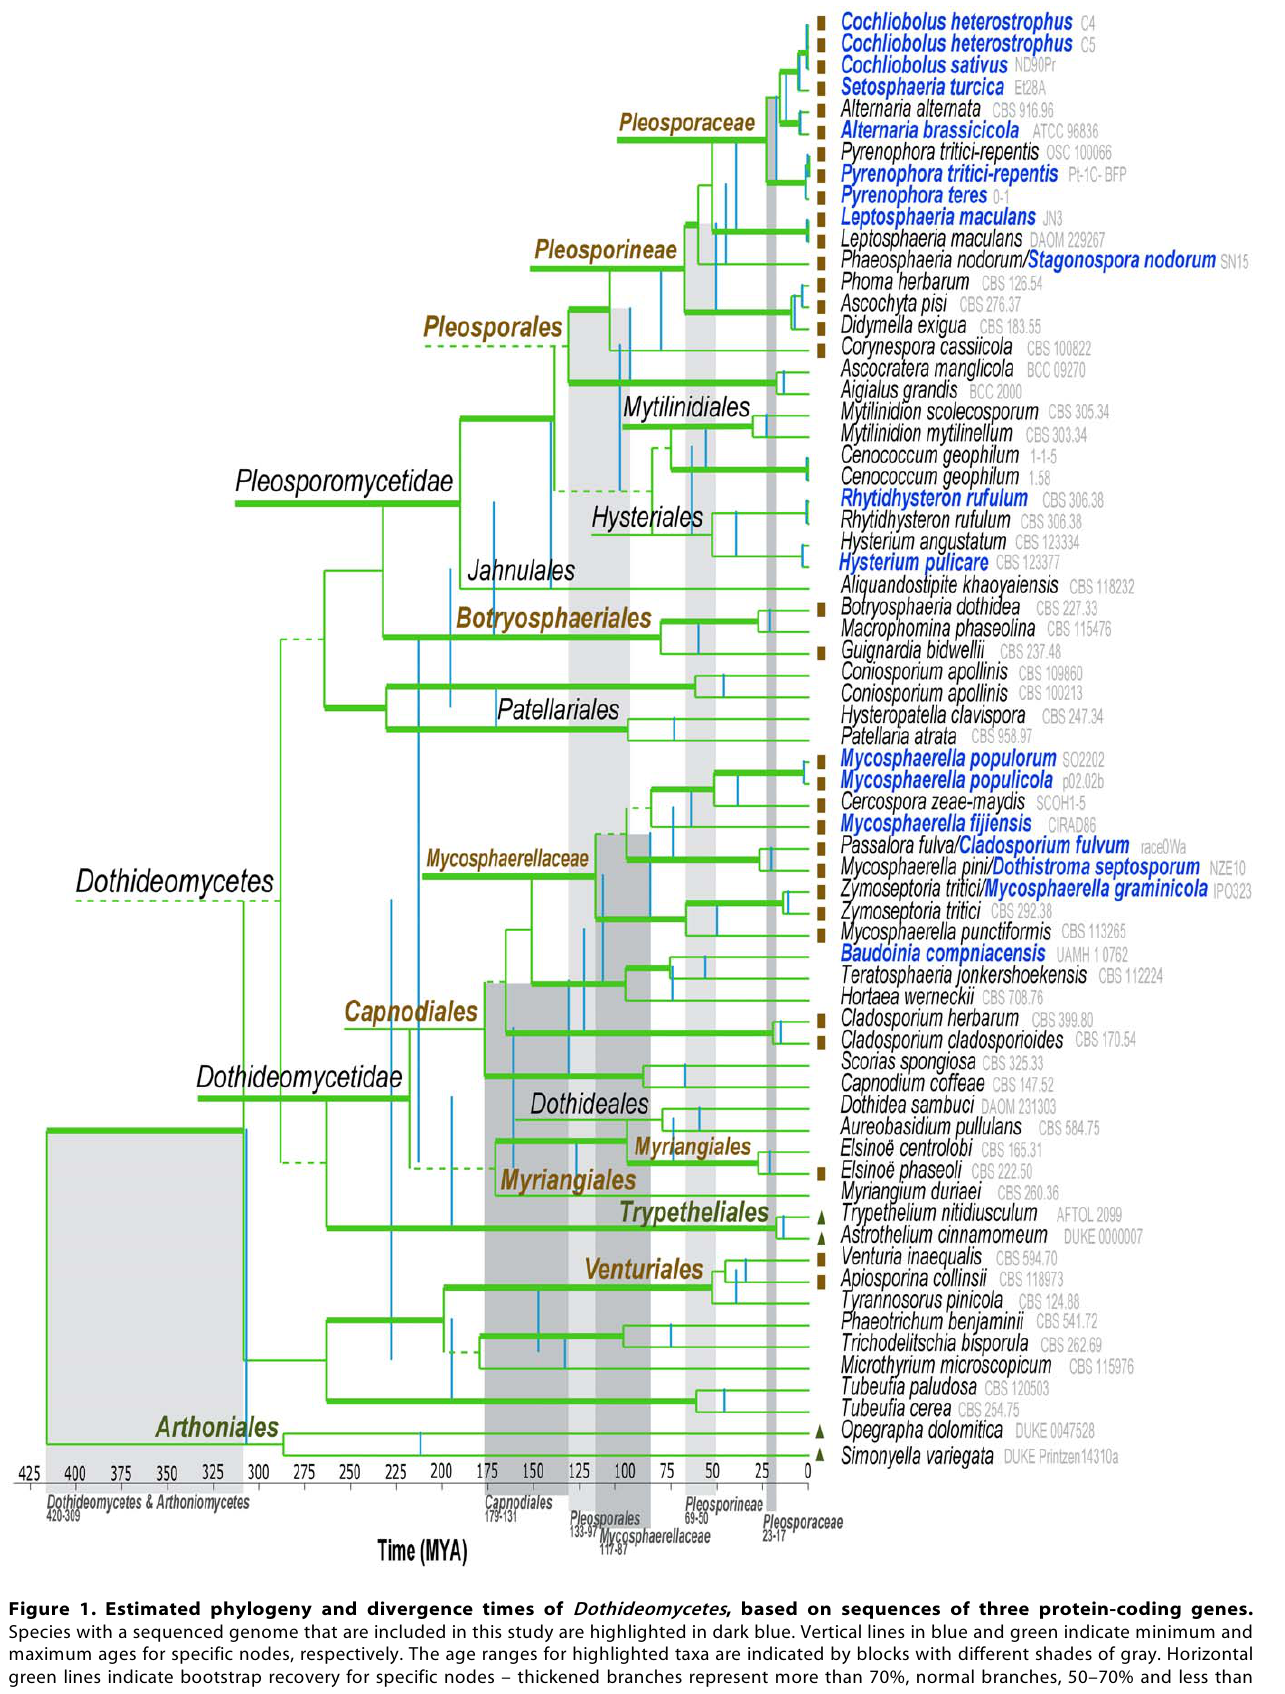 Cochliobolus heterostrophus C4
Cochliobolus heterostrophus C5
Cochliobolus sativus ND90Pr
Setosphaeria turcica Et28A
Alternaria alternata CBS 916.96
Pleosporaceae
Alternaria brassicicola ATCC 96836
Pyrenophora tritici-repentis OSC 100066
Pyrenophora tritici-repentis Pt-1C- BFP
Pyrenophora teres 0-1
Leptosphaeria maculans JN3
Leptosphaeria maculans DAOM 229267
Pleosporineae
Phaeosphaeria nodorum/Stagonospora nodorum SN15
Phoma herbarum CBS 126.54
Ascochyta pisi CBS 276.37
Pleosporales
Didymella exigua CBS 183.55
Corynespora cassiicola CBS 100822
Ascocratera manglicola BCC 09270
Aigialus grandis BCC 2000
Mytilinidiales
Mytilinidion scolecosporum CBS 305.34
Mytilinidion mytilinellum CBS 303.34
Cenococcum geophilum 1-1-5
Cenococcum geophilum 1.58
Pleosporomycetidae
Rhytidhysteron rufulum CBS 306.38
Hysteriales
Rhytidhysteron rufulum CBS 306.38
Hysterium angustatum CBS 123334
Hysterium pulicare CBS 123377
Jahnulales
Aliquandostipite khaoyaiensis CBS 118232
Botryosphaeria dothidea CBS 227.33
Botryosphaeriales
Macrophomina phaseolina CBS 115476
Guignardia bidwellii CBS 237.48
Coniosporium apollinis CBS 109860
Coniosporium apollinis CBS 100213
Patellariales
Hysteropatella clavispora CBS 247.34
Patellaria atrata CBS 958.97
Mycosphaerella populorum SO2202
Mycosphaerella populicola p02.02b
Cercospora zeae-maydis SCOH1-5
Mycosphaerella fijiensis CIRAD86
Passalora fulva/Cladosporium fulvum race0Wa
Mycosphaerellaceae
Mycosphaerella pini/Dothistroma septosporum NZE10
Dothideomycetes
Zymoseptoria tritici/Mycosphaerella graminicola IPO323
Zymoseptoria tritici CBS 292.38
Mycosphaerella punctiformis CBS 113265
Baudoinia compniacensis UAMH 1 0762
Teratosphaeria jonkershoekensis CBS 112224
Hortaea werneckii CBS 708.76
Capnodiales
Cladosporium herbarum CBS 399.80
Cladosporium cladosporioides CBS 170.54
Scorias spongiosa CBS 325.33
Dothideomycetidae
Capnodium coffeae CBS 147.52
Dothideales
Dothidea sambuci DAOM 231303
Aureobasidium pullulans CBS 584.75
Myriangiales
Elsinoë centrolobi CBS 165.31
Elsinoë phaseoli CBS 222.50
Myriangiales
Myriangium duriaei CBS 260.36
Trypetheliales
Trypethelium nitidiusculum AFTOL 2099
Astrothelium cinnamomeum DUKE 0000007
Venturia inaequalis CBS 594.70
Venturiales
Apiosporina collinsii CBS 118973
Tyrannosorus pinicola CBS 124.88
Phaeotrichum benjaminii CBS 541.72
Trichodelitschia bisporula CBS 262.69
Microthyrium microscopicum CBS 115976
Tubeufia paludosa CBS 120503
Tubeufia cerea CBS 254.75
Arthoniales
Opegrapha dolomitica DUKE 0047528
Simonyella variegata DUKE Printzen14310a
425 400 375 350 325 300 275 250 225 200 175 150 125 100 75 50 25 0
Dothideomycetes & Arthoniomycetes
420-309
Capnodiales
179-131
Pleosporales
133-97
Mycosphaerellaceae
117-87
Pleosporineae
69-50
Pleosporaceae
23-17
Time (MYA)
Figure 1. Estimated phylogeny and divergence times of Dothideomycetes, based on sequences of three protein-coding genes.
Species with a sequenced genome that are included in this study are highlighted in dark blue. Vertical lines in blue and green indicate minimum and
maximum ages for specific nodes, respectively. The age ranges for highlighted taxa are indicated by blocks with different shades of gray. Horizontal
green lines indicate bootstrap recovery for specific nodes – thickened branches represent more than 70%, normal branches, 50–70% and less than